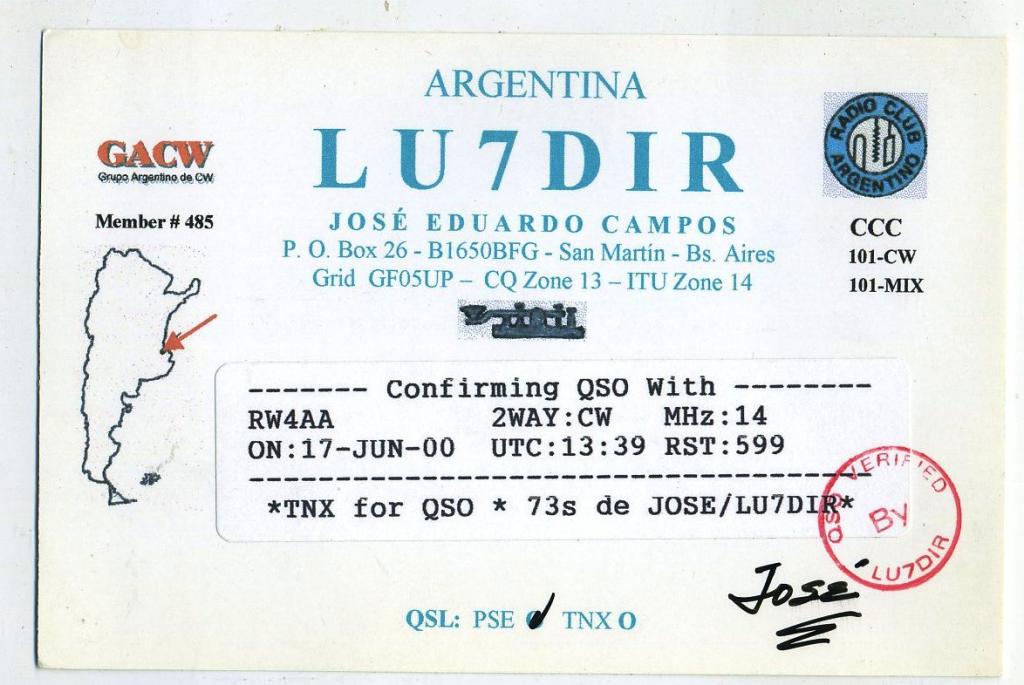 ARGENTINA
LU7DIR
JOSÉ EDUARDO CAMPOS
P. O. Box 26 - B1650BFG - San Martín - Bs. Aires
Grid GF05UP – CQ Zone 13 – ITU Zone 14
GACW
Grupo Argentino de CW
Member # 485
RADIO CLUB
ARGENTINO
CCC
101-CW
101-MIX
------- Confirming QSO With --------
RW4AA 2WAY:CW MHz:14
ON:17-JUN-00 UTC:13:39 RST:599
*TNX for QSO * 73s de JOSE/LU7DIR*
VERIFIED
By
LU7DIR
José
QSL: PSE O TNX O